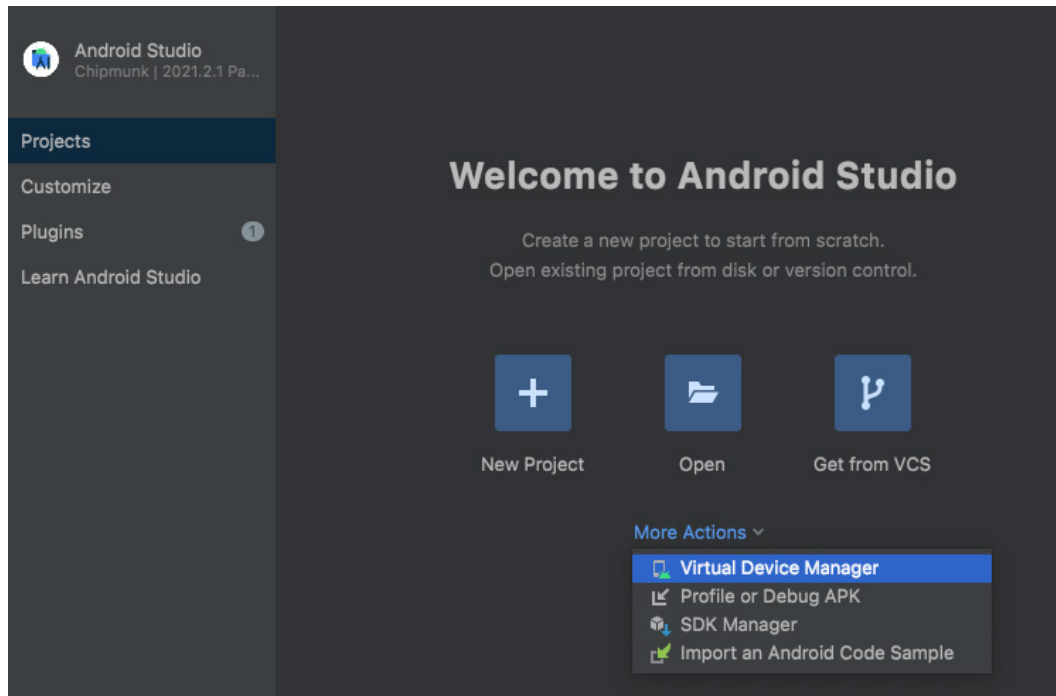 Android Studio
Chipmunk | 2021.2.1 Pa...
Projects
Customize
Plugins
1
Learn Android Studio
Welcome to Android Studio
Create a new project to start from scratch.
Open existing project from disk or version control.
New Project
Open
Get from VCS
More Actions
Virtual Device Manager
Profile or Debug APK
SDK Manager
Import an Android Code Sample